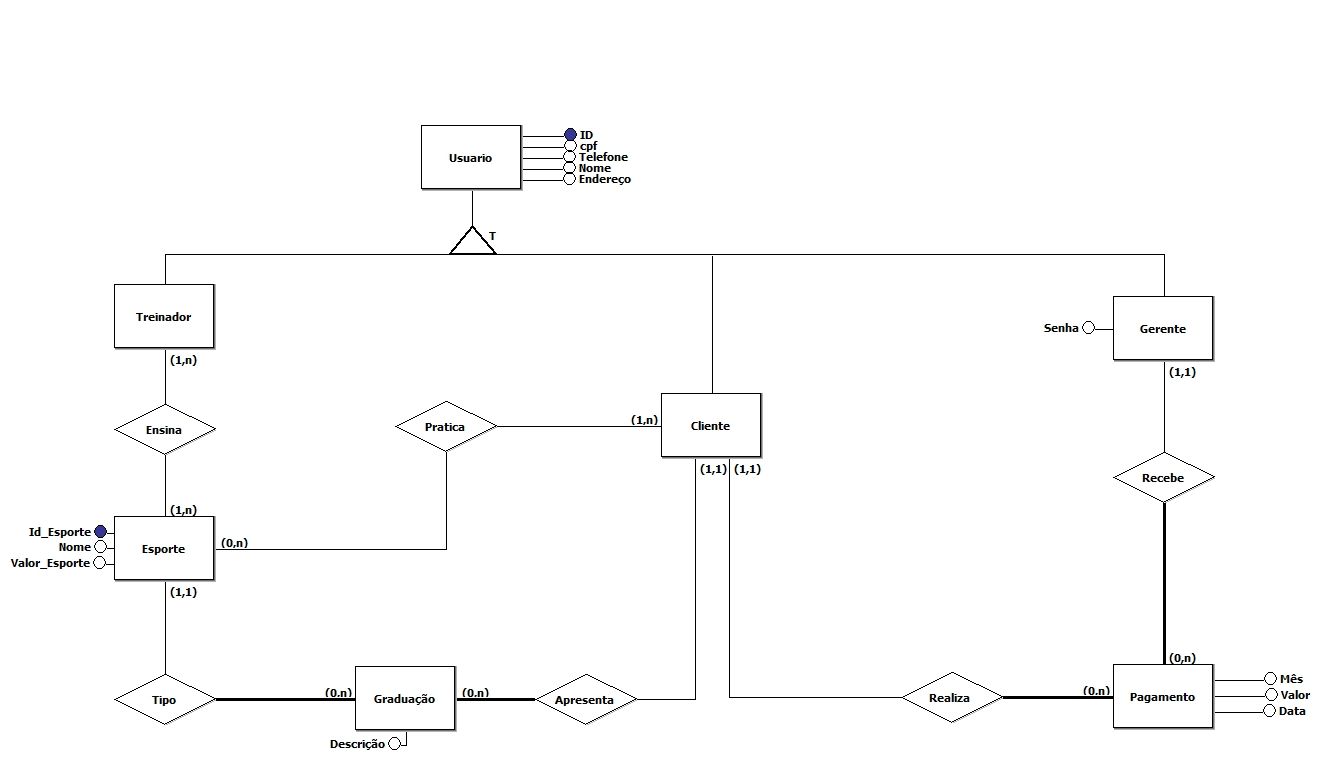 Usuario
ID
cpf
Telefone
Nome
Endereço
T
Treinador
(1,n)
Senha
Gerente
(1,1)
Ensina
Pratica
(1,n)
Cliente
(1,1)
(1,1)
Recebe
(1,n)
Id_Esporte
Nome
Valor_Esporte
Esporte
(0,n)
(1,1)
(0,n)
Tipo
(0,n)
Graduação
(0,n)
Apresenta
Realiza
(0,n)
Pagamento
Mês
Valor
Data
Descrição